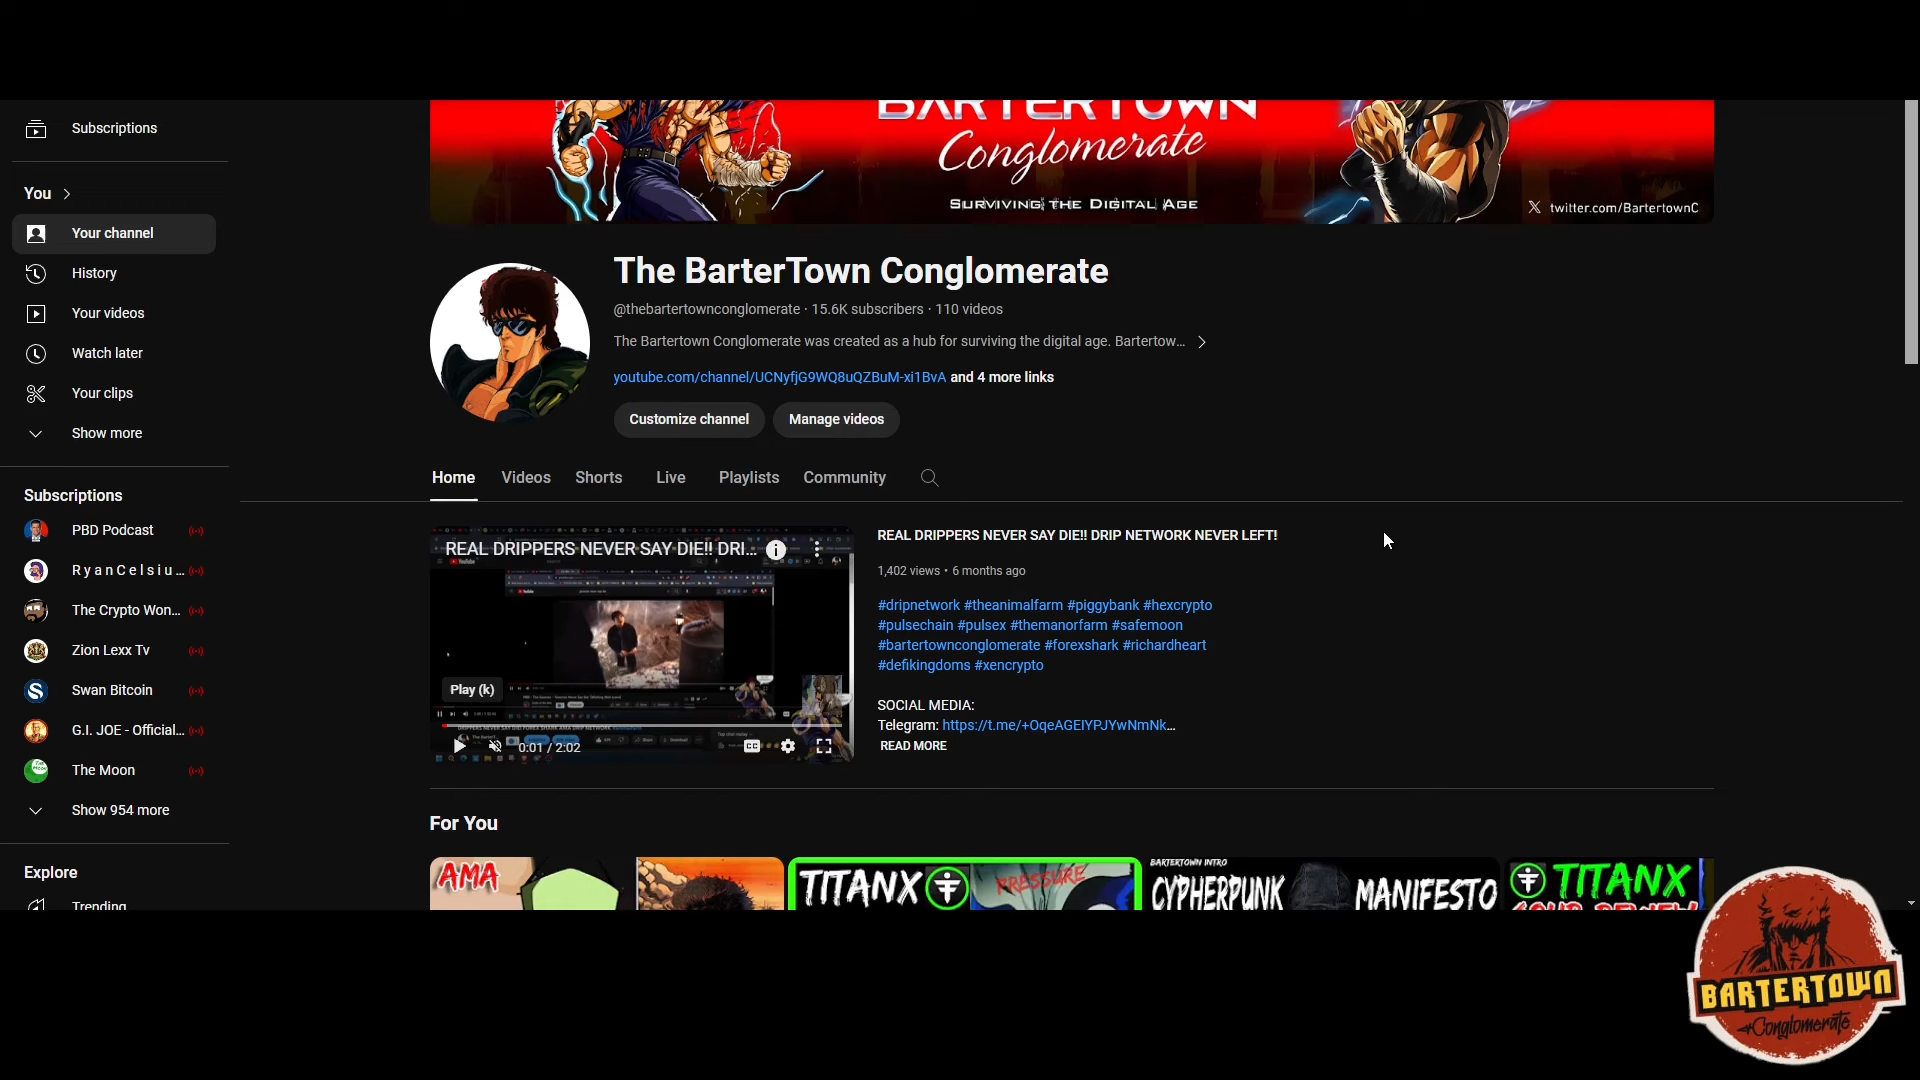 Subscriptions
You
Your channel
History
Your videos
Watch later
Your clips
Show more
Subscriptions
PBD Podcast
R y a n C e l s i u ...
The Crypto Won...
Zion Lexx Tv
Swan Bitcoin
G.I. JOE - Official...
The Moon
Show 954 more
Explore
Trending
BARTERTOWN
Conglomerate
SURVIVING THE DIGITAL AGE
twitter.com/BartertownC
The BarterTown Conglomerate
@thebartertownconglomerate · 15.6K subscribers · 110 videos
The Bartertown Conglomerate was created as a hub for surviving the digital age. Bartertow...
youtube.com/channel/UCNyfjG9WQ8uQZBuM-xi1BvA and 4 more links
Customize channel
Manage videos
Home Videos Shorts Live Playlists Community
REAL DRIPPERS NEVER SAY DIE!! DRI...
Play (k)
0:01 / 2:02
REAL DRIPPERS NEVER SAY DIE!! DRIP NETWORK NEVER LEFT!
1,402 views • 6 months ago
#dripnetwork #theanimalfarm #piggybank #hexcrypto
#pulsechain #pulsex #themanorfarm #safemoon
#bartertownconglomerate #forexshark #richardheart
#defikingdoms #xencrypto
SOCIAL MEDIA:
Telegram: https://t.me/+OqeAGEIYPJYwNmNk...
READ MORE
For You
AMA
TITANX
PRESSURE
BARTERTOWN INTRO
CYPHERPUNK MANIFESTO
TITANX
BARTERTOWN
Conglomerate